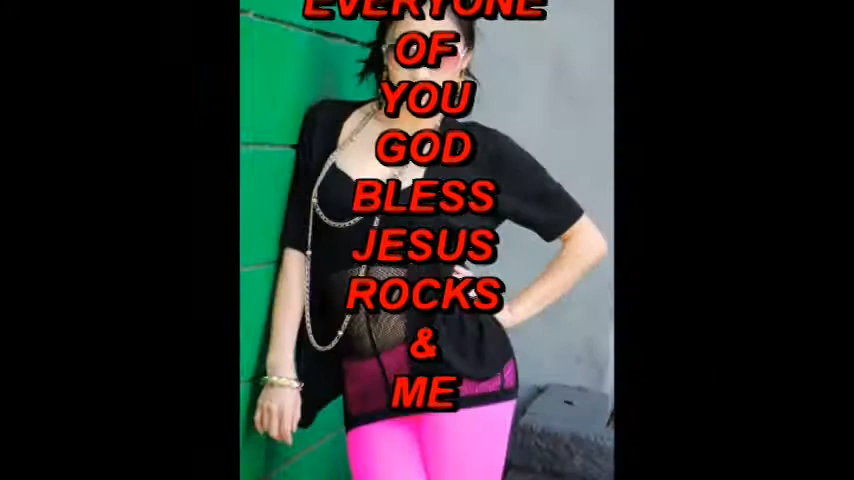 EVERYONE
OF
YOU
GOD
BLESS
JESUS
ROCKS
&
ME